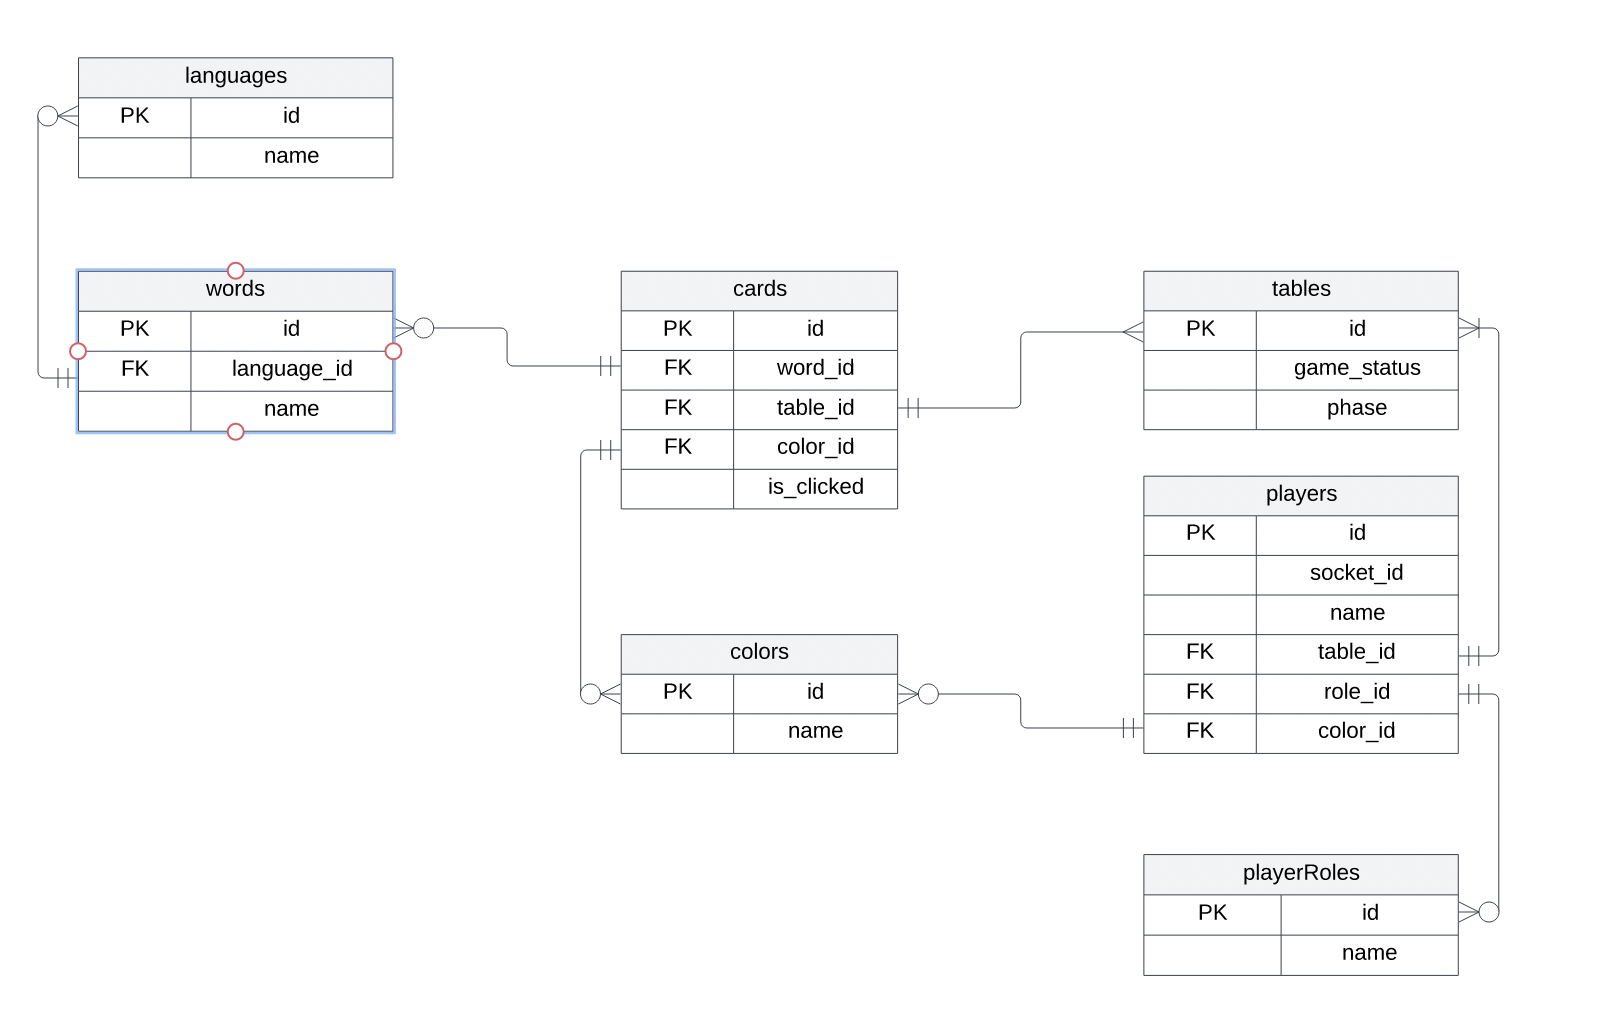 languages
PK id
name
words
PK id
FK language_id
name
cards
PK id
FK word_id
FK table_id
FK color_id
is_clicked
tables
PK id
game_status
phase
players
PK id
socket_id
name
FK table_id
FK role_id
FK color_id
colors
PK id
name
playerRoles
PK id
name